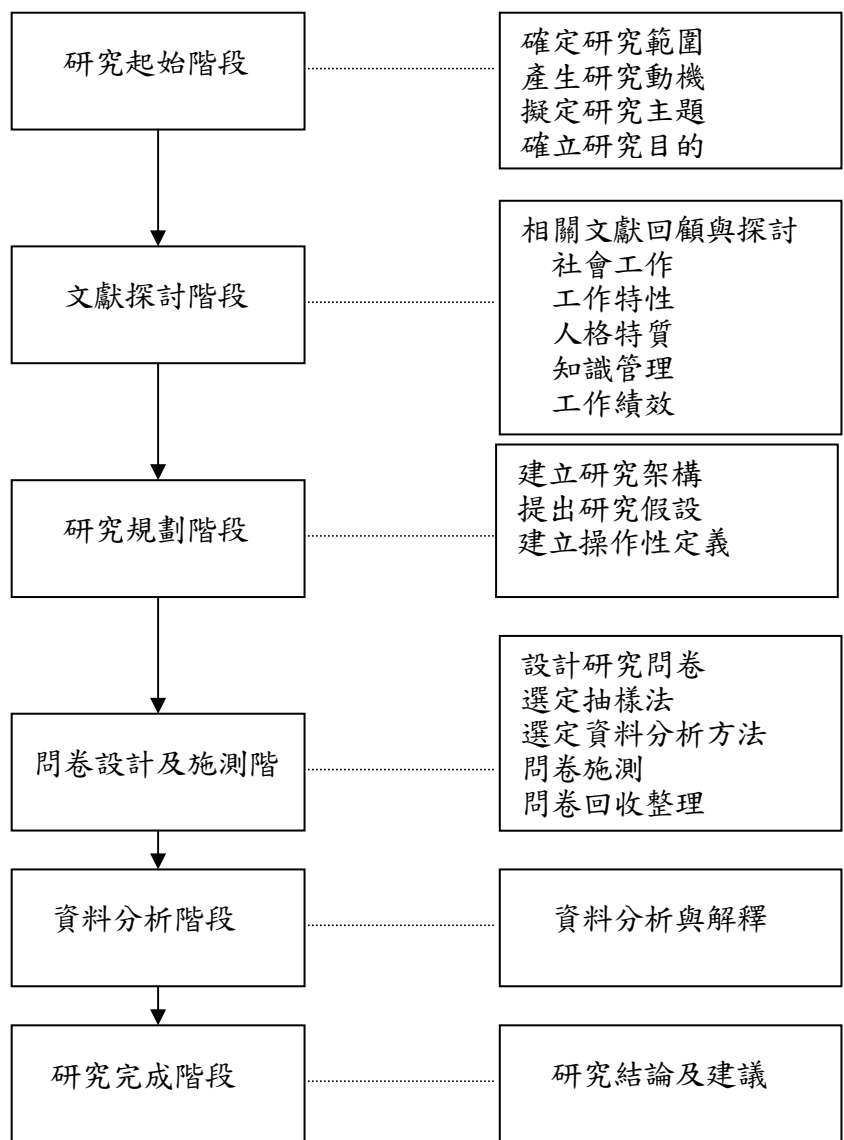 研究起始階段
確定研究範圍
產生研究動機
擬定研究主題
確立研究目的
文獻探討階段
相關文獻回顧與探討
社會工作
工作特性
人格特質
知識管理
工作績效
研究規劃階段
建立研究架構
提出研究假設
建立操作性定義
問卷設計及施測階
設計研究問卷
選定抽樣法
選定資料分析方法
問卷施測
問卷回收整理
資料分析階段
資料分析與解釋
研究完成階段
研究結論及建議